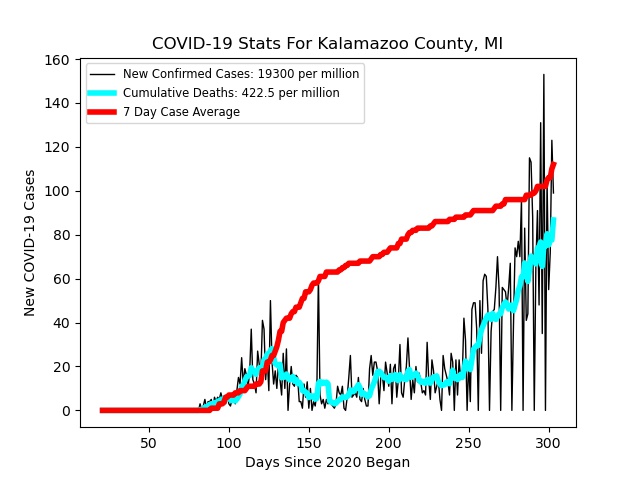 COVID-19 Stats For Kalamazoo County, MI
New Confirmed Cases: 19300 per million
Cumulative Deaths: 422.5 per million
7 Day Case Average
160
140
120
100
80
60
40
20
0
New COVID-19 Cases
50 100 150 200 250 300
Days Since 2020 Began